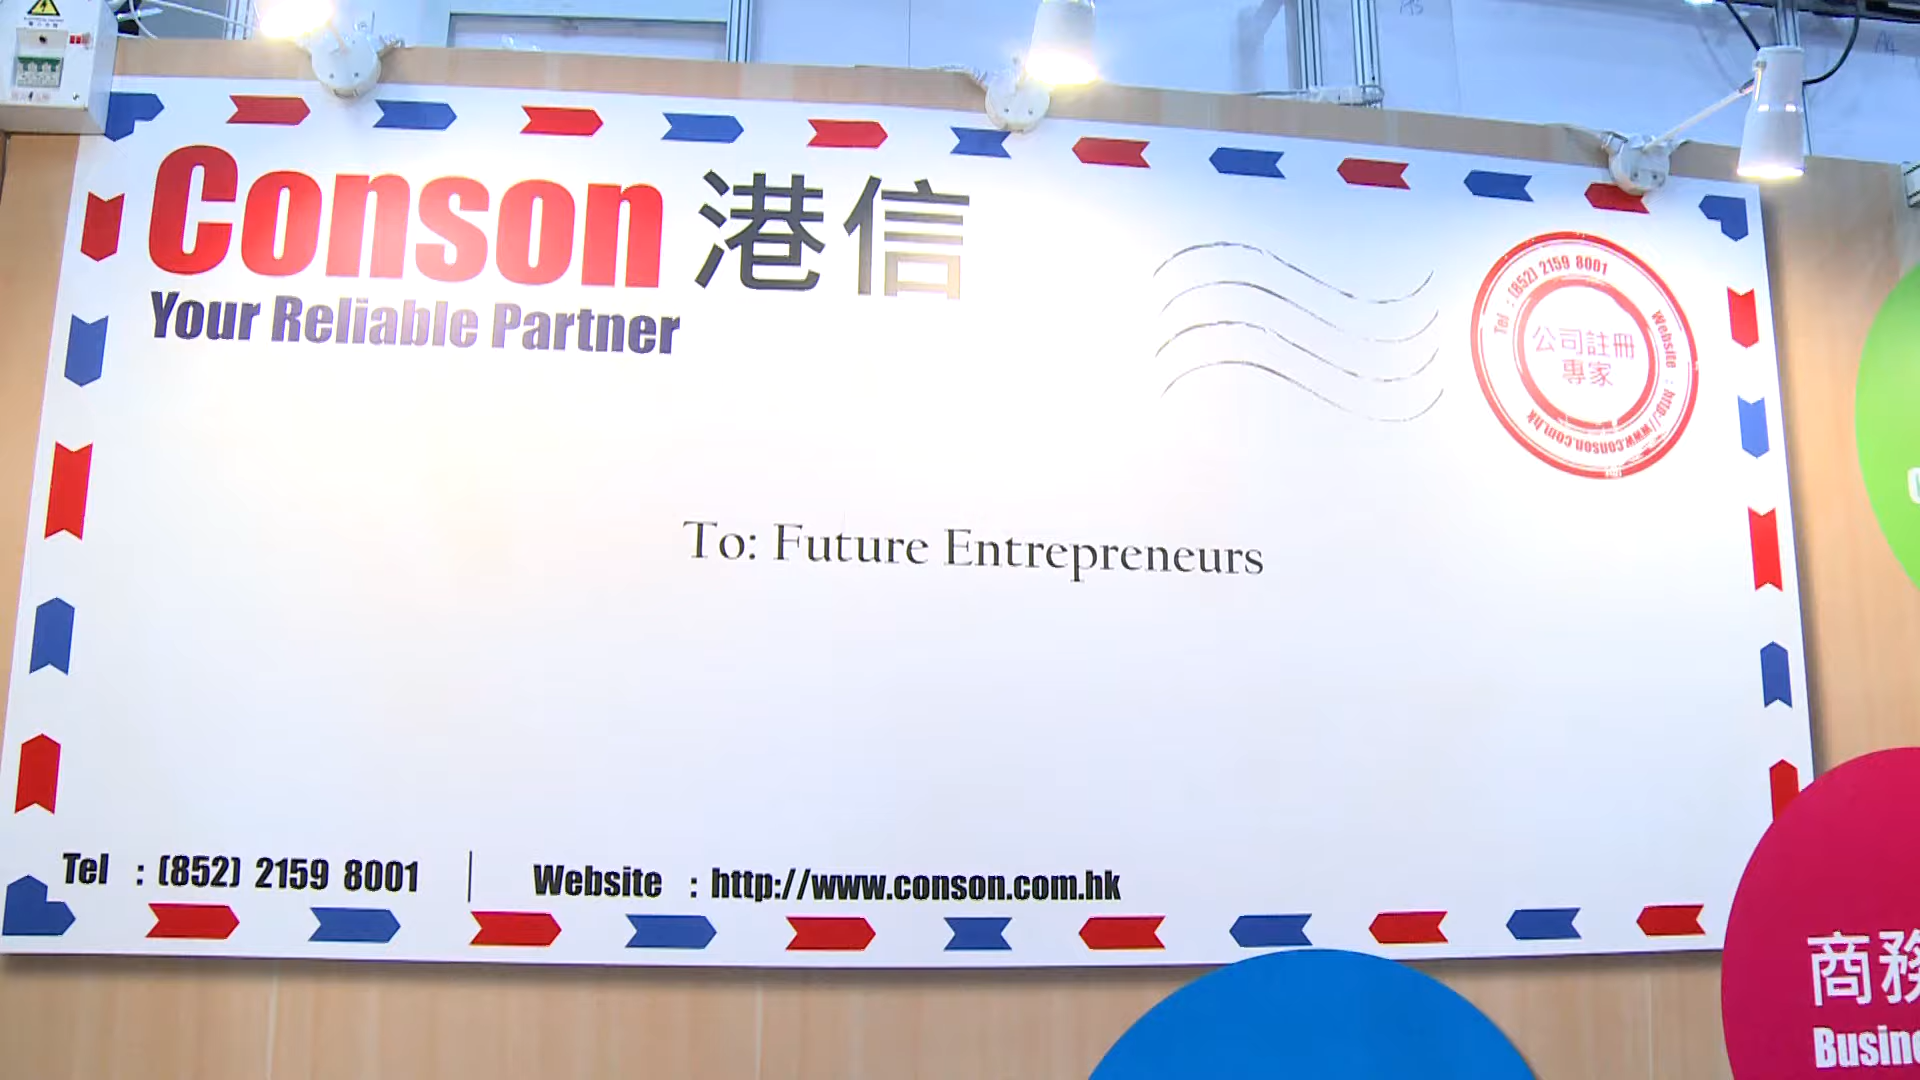 Conson 港信
Your Reliable Partner
Tel : (852) 2159 8001
Website : http://www.conson.com.hk
公司註冊
專家
To: Future Entrepreneurs
Tel : (852) 2159 8001 | Website : http://www.conson.com.hk
商務